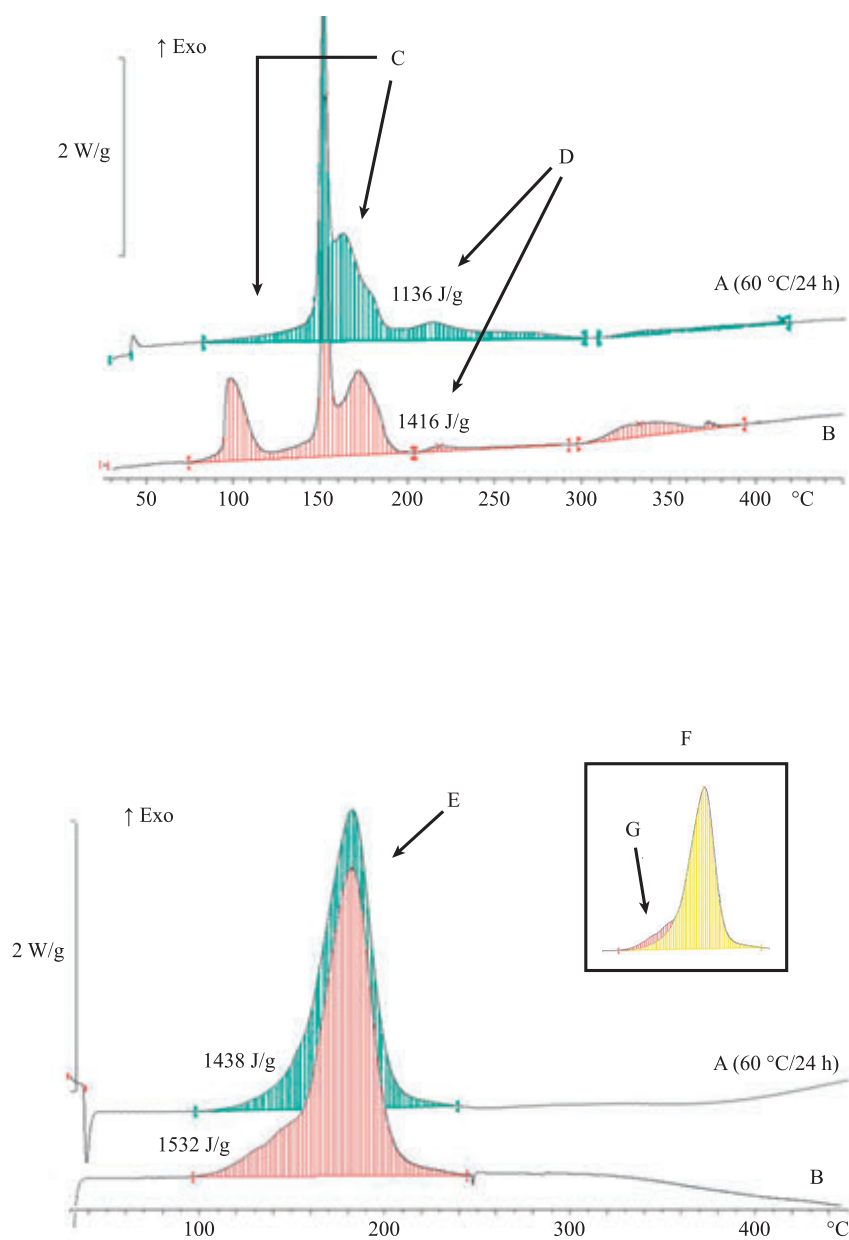 ↑ Exo
C
2 W/g
D
1136 J/g
A (60 °C/24 h)
1416 J/g
B
50 100 150 200 250 300 350 400 °C
F
↑ Exo
E
G
2 W/g
1438 J/g
A (60 °C/24 h)
1532 J/g
B
100 200 300 400 °C